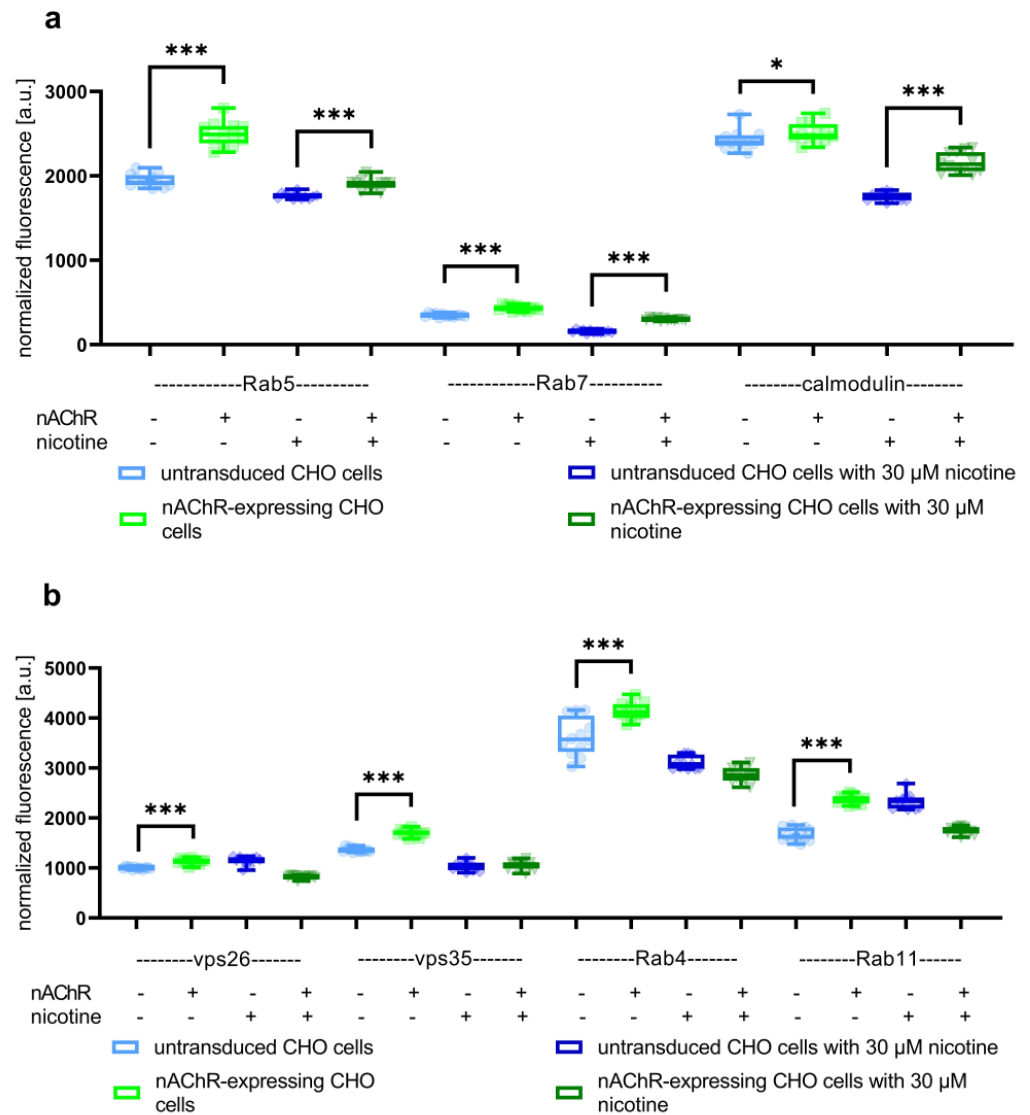 a
*** *** *** *** * ***
normalized fluorescence [a.u.]
3000
2000
1000
0
------------Rab5---------- ------------Rab7---------- --------calmodulin--------
nAChR - + - + - + - + - + - +
nicotine - - + + - - + + - - + +
untransduced CHO cells
untransduced CHO cells with 30 µM nicotine
nAChR-expressing CHO
cells
nAChR-expressing CHO cells with 30 µM
nicotine
b
*** *** *** ***
normalized fluorescence [a.u.]
5000
4000
3000
2000
1000
0
--------vps26------- --------vps35------- --------Rab4------- --------Rab11------
nAChR - + - + - + - + - + - + - + - +
nicotine - - + + - - + + - - + + - - + +
untransduced CHO cells
untransduced CHO cells with 30 µM nicotine
nAChR-expressing CHO
cells
nAChR-expressing CHO cells with 30 µM
nicotine